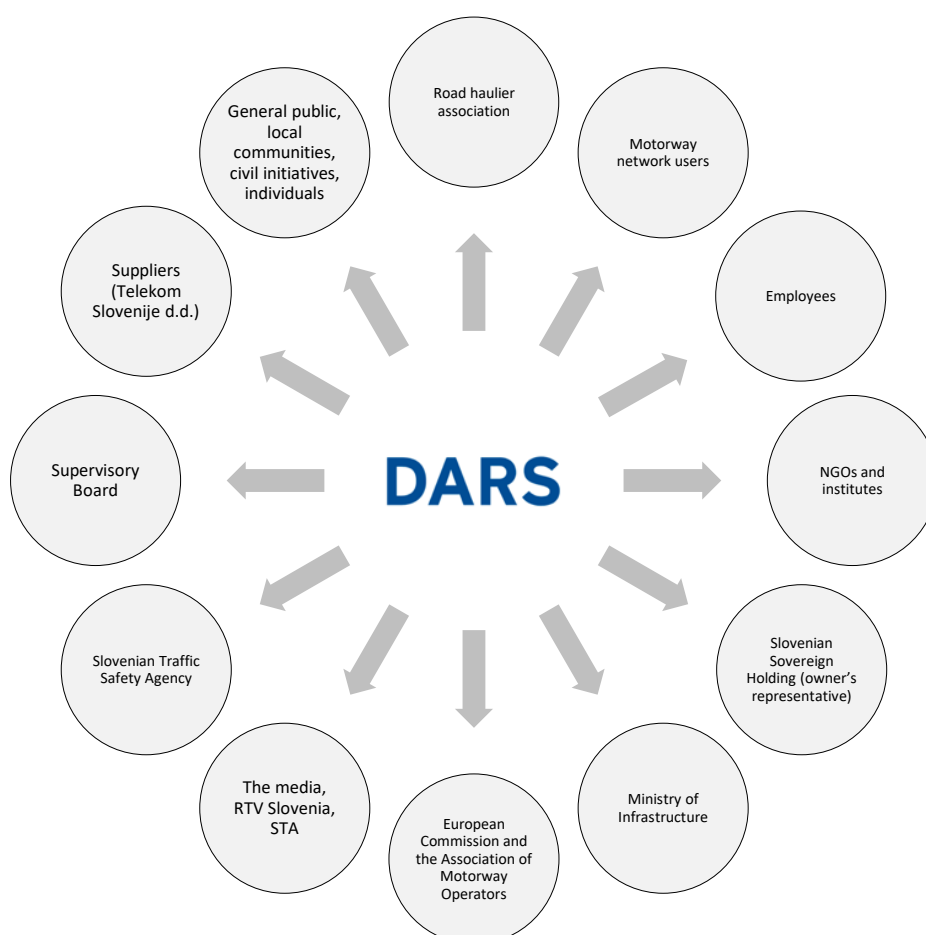 Road haulier
association
Motorway
network users
Employees
NGOs and
institutes
Slovenian
Sovereign
Holding (owner’s
representative)
Ministry of
Infrastructure
European
Commission and
the Association of
Motorway
Operators
The media,
RTV Slovenia,
STA
Slovenian Traffic
Safety Agency
Supervisory
Board
Suppliers
(Telekom
Slovenije d.d.)
General public,
local
communities,
civil initiatives,
individuals
DARS